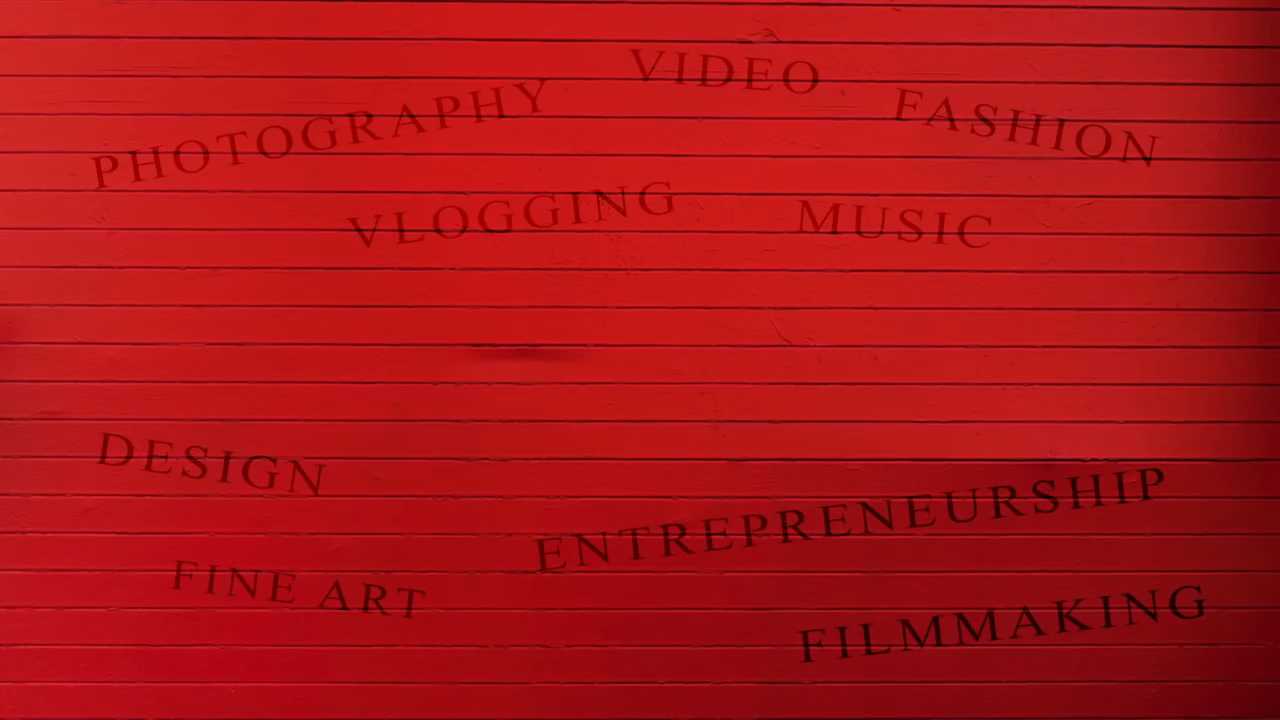 VIDEO
PHOTOGRAPHY
FASHION
VLOGGING
MUSIC
DESIGN
ENTREPRENEURSHIP
FINE ART
FILMMAKING